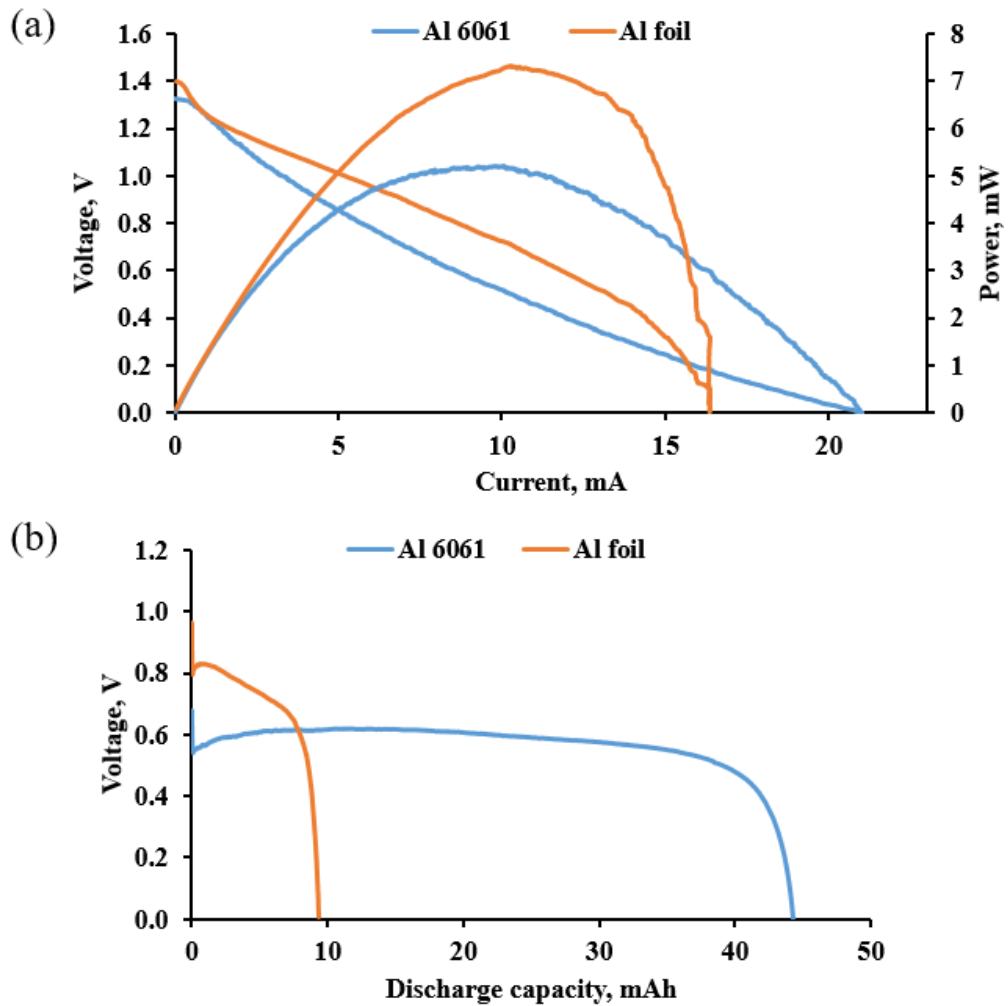 (a)
Al 6061 Al foil
1.6
1.4
1.2
1.0
0.8
0.6
0.4
0.2
0.0
Voltage, V
8
7
6
5
4
3
2
1
0
Power, mW
0 5 10 15 20
Current, mA
(b)
Al 6061 Al foil
1.2
1.0
0.8
0.6
0.4
0.2
0.0
Voltage, V
0 10 20 30 40 50
Discharge capacity, mAh